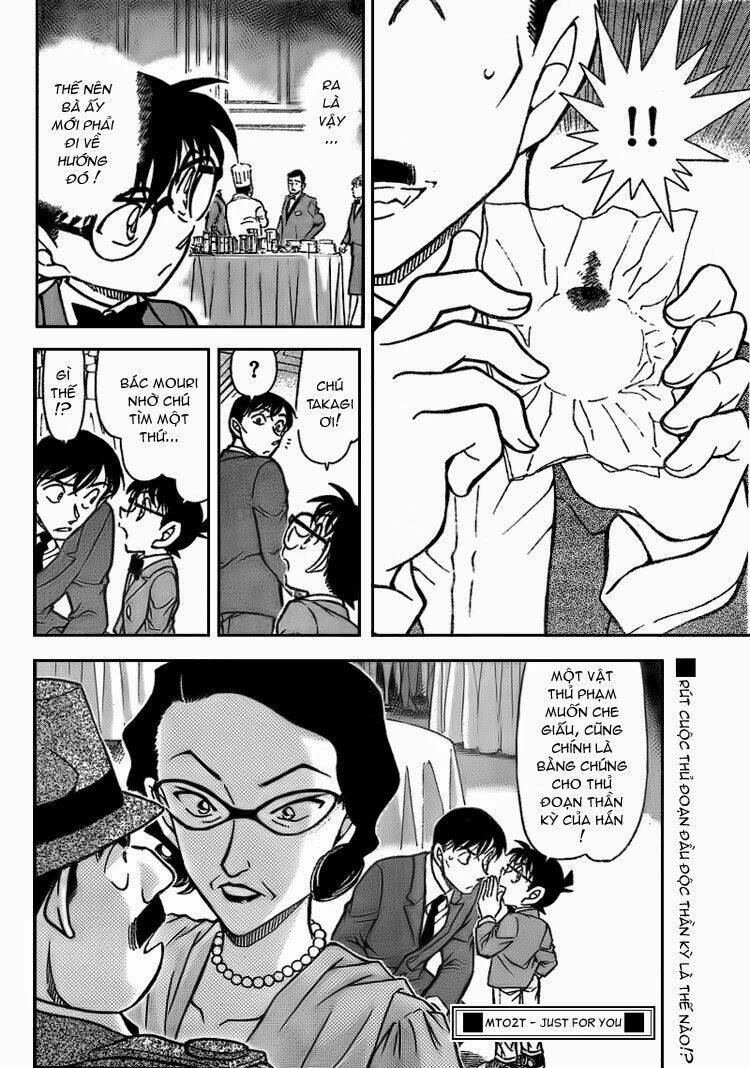 !!
RA
LÀ
VẬY
...
THẾ NÊN
BÀ ẤY
MỚI PHẢI
ĐI VỀ
HƯỚNG
ĐÓ !
CHÚ
TAKAGI
ƠI!
?
BÁC MOURI
NHỜ CHÚ
TÌM MỘT
THỨ...
GÌ
THẾ
!?
MỘT VẬT
THỦ PHẠM
MUỐN CHE
GIẤU, CŨNG
CHÍNH LÀ
BẰNG CHỨNG
CHO THỦ
ĐOẠN THẦN
KỲ CỦA HẮN
!
RÚT CUỘC THỦ ĐOẠN ĐẦU ĐỘC THẦN KỲ LÀ THẾ NÀO!?
MTO2T - JUST FOR YOU